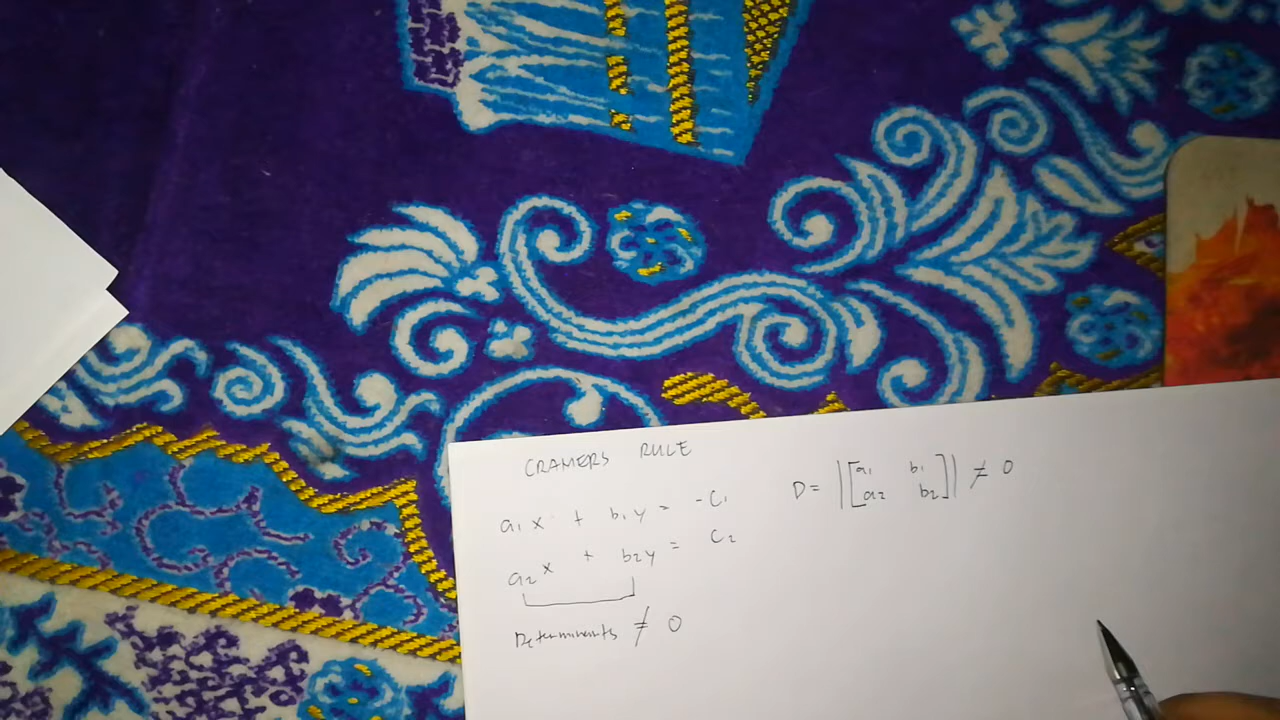 CRAMERS RULE
a₁x + b₁y = -C₁
a₂x + b₂y = C₂
Determinants ≠ 0
D = |[a₁ b₁
a₂ b₂]| ≠ 0